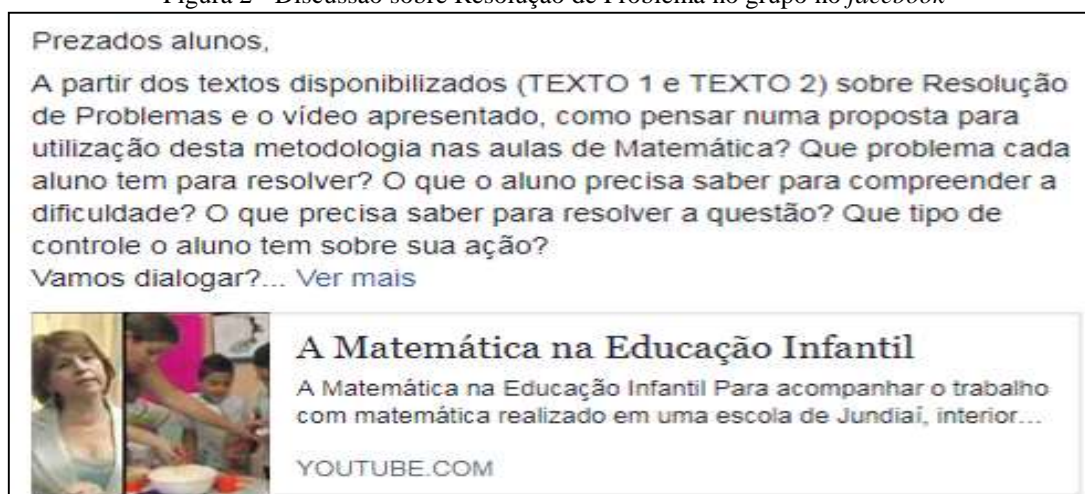 Figura 2 - Discussão sobre Resolução de Problema no grupo no facebook
Prezados alunos,
A partir dos textos disponibilizados (TEXTO 1 e TEXTO 2) sobre Resolução
de Problemas e o vídeo apresentado, como pensar numa proposta para
utilização desta metodologia nas aulas de Matemática? Que problema cada
aluno tem para resolver? O que o aluno precisa saber para compreender a
dificuldade? O que precisa saber para resolver a questão? Que tipo de
controle o aluno tem sobre sua ação?
Vamos dialogar?... Ver mais
A Matemática na Educação Infantil
A Matemática na Educação Infantil Para acompanhar o trabalho
com matemática realizado em uma escola de Jundiaí, interior...
YOUTUBE.COM